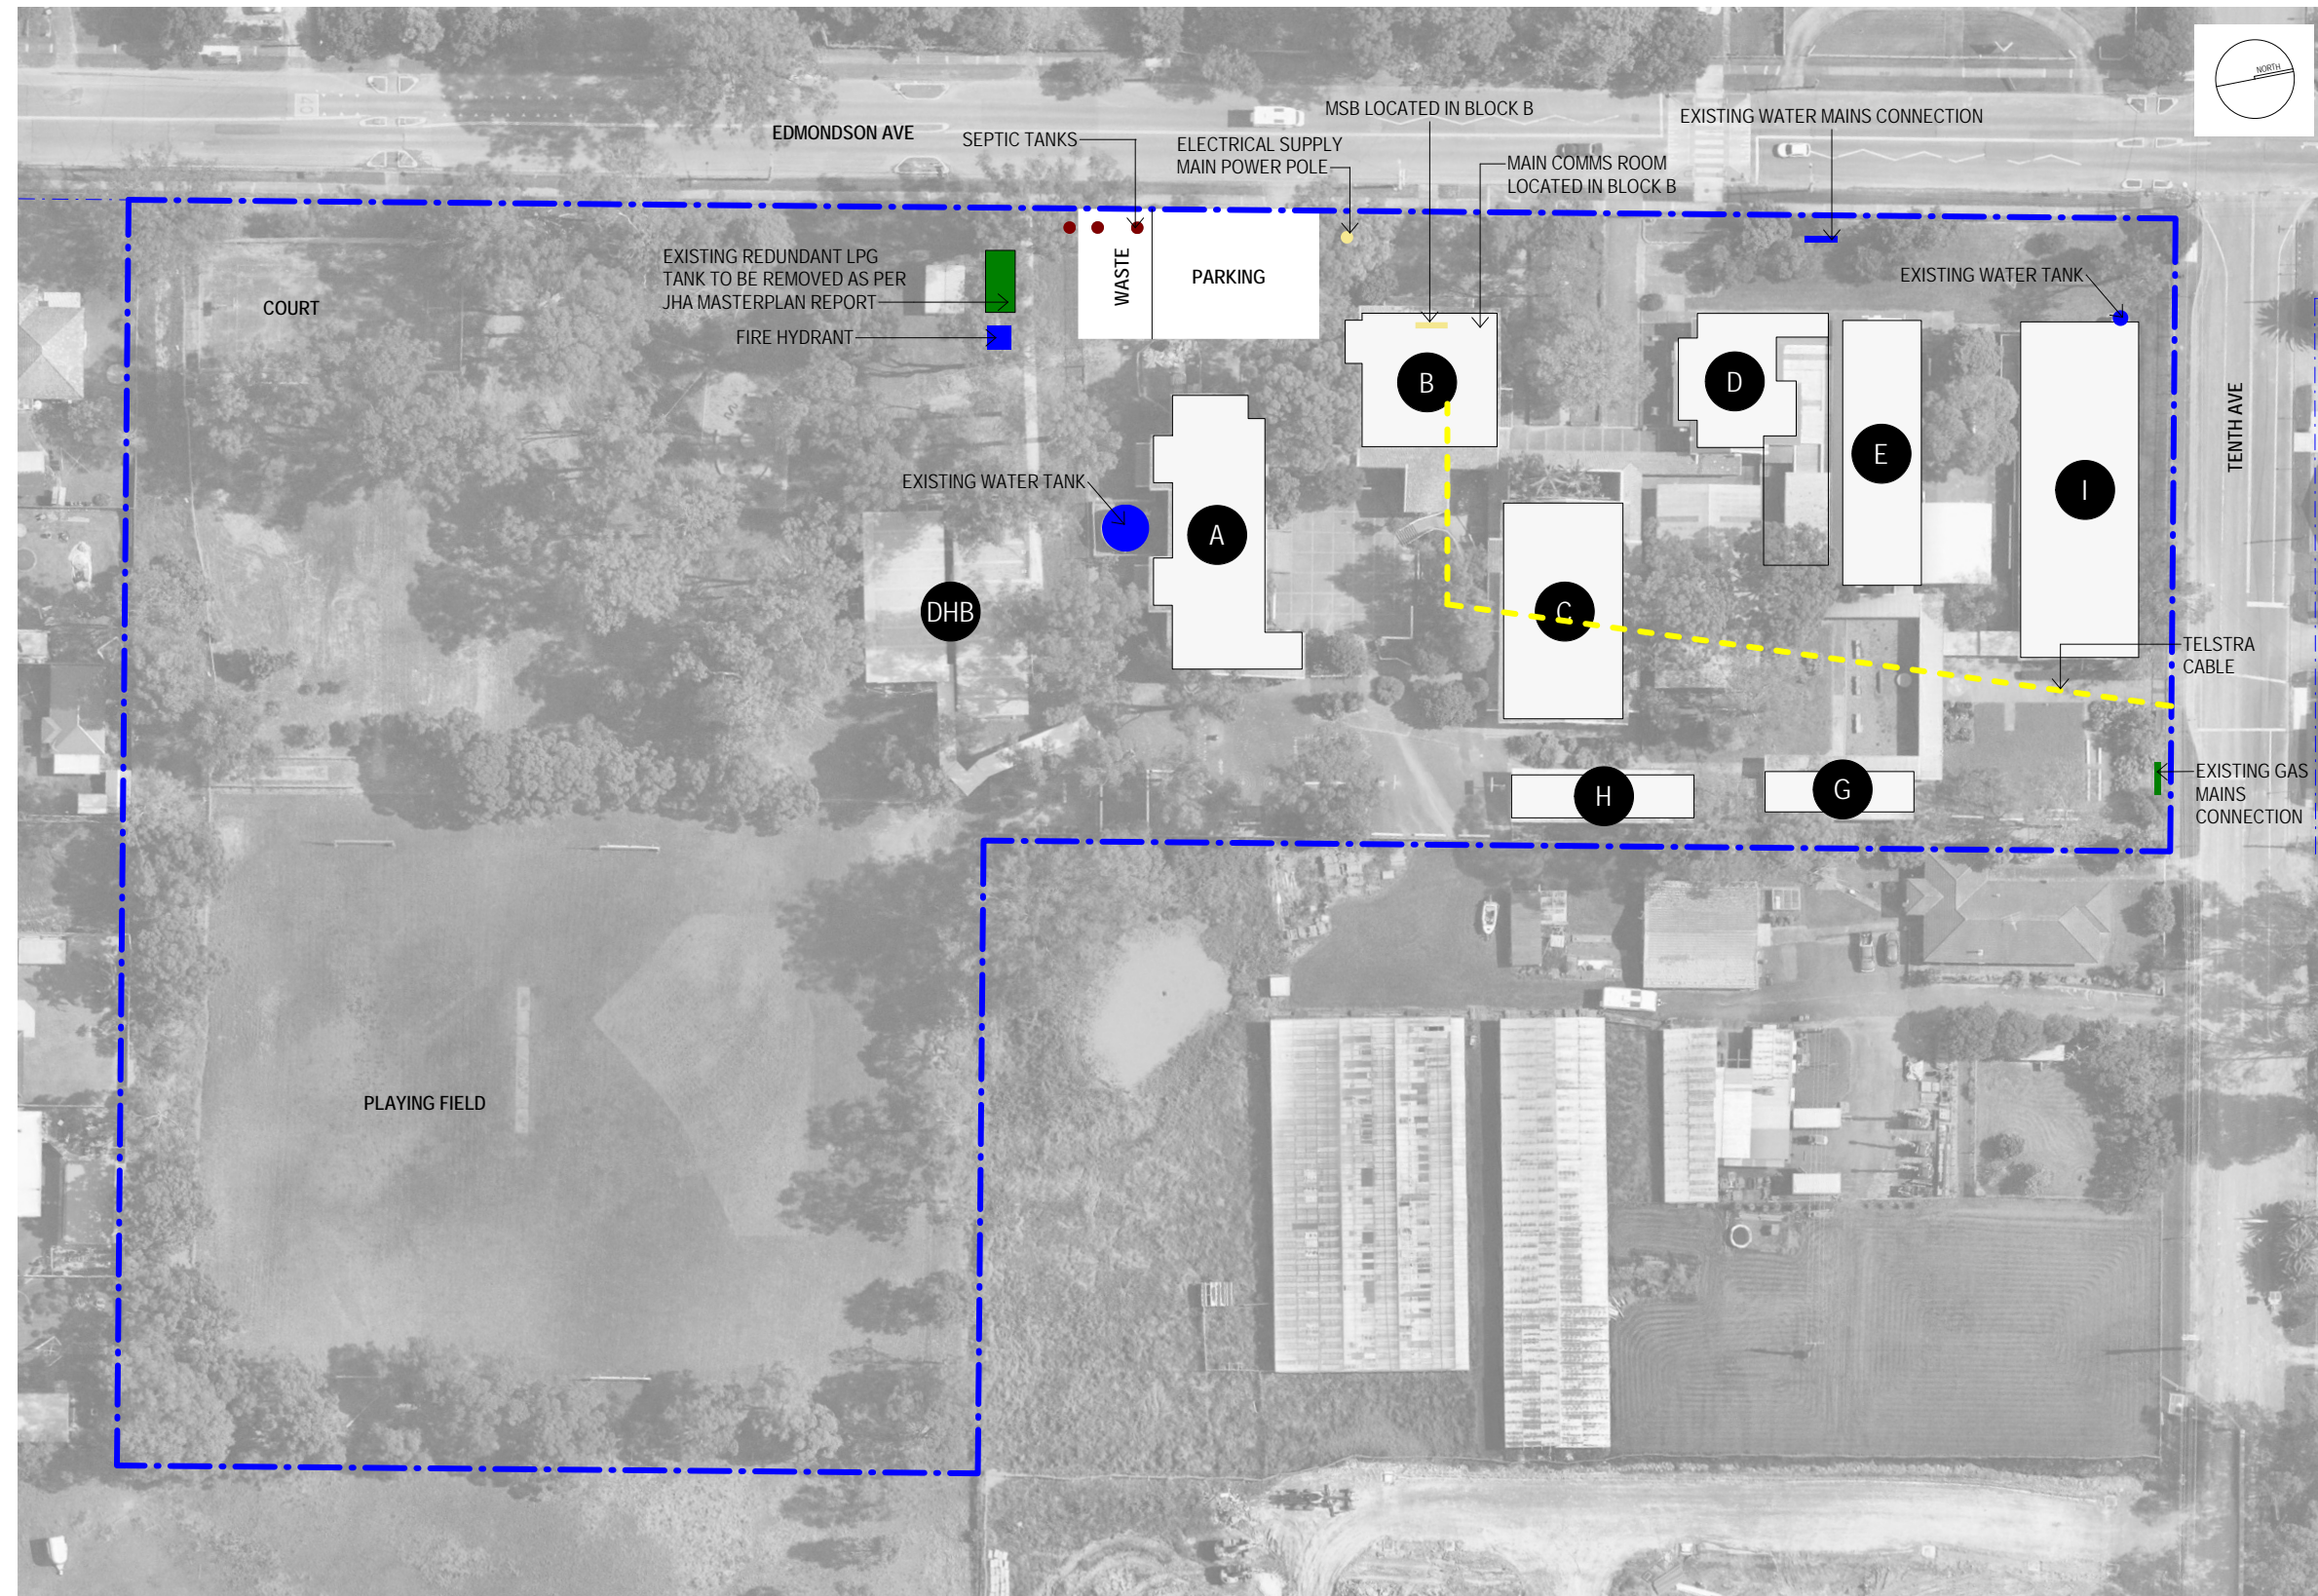 NORTH
MSB LOCATED IN BLOCK B
EXISTING WATER MAINS CONNECTION
EDMONDSON AVE
SEPTIC TANKS
ELECTRICAL SUPPLY
MAIN POWER POLE
MAIN COMMS ROOM
LOCATED IN BLOCK B
EXISTING REDUNDANT LPG
TANK TO BE REMOVED AS PER
JHA MASTERPLAN REPORT
WASTE
PARKING
EXISTING WATER TANK
COURT
FIRE HYDRANT
B
D
TENTH AVE
E
EXISTING WATER TANK
I
A
DHB
C
TELSTRA
CABLE
H
G
EXISTING GAS
MAINS
CONNECTION
PLAYING FIELD